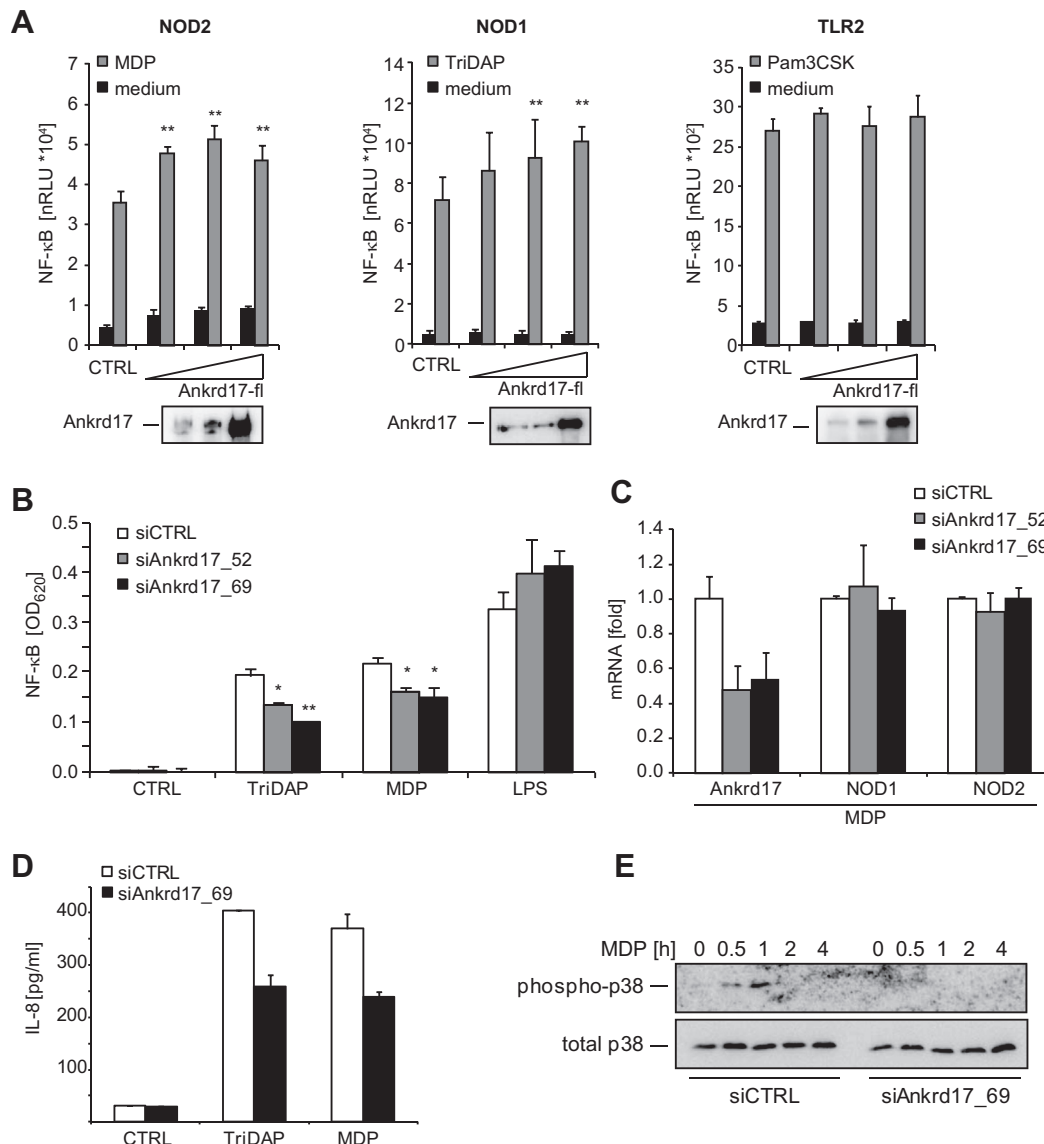 A
NOD2
MDP
medium
NF-κB [nRLU *10⁴]
7
6
5
4
3
2
1
0
**
**
**
CTRL
Ankrd17-fl
Ankrd17
NOD1
TriDAP
medium
NF-κB [nRLU *10⁴]
14
12
10
8
6
4
2
0
**
**
CTRL
Ankrd17-fl
Ankrd17
TLR2
Pam3CSK
medium
NF-κB [nRLU *10²]
35
30
25
20
15
10
5
0
CTRL
Ankrd17-fl
Ankrd17
B
siCTRL
siAnkrd17_52
siAnkrd17_69
NF-κB [OD₆₂₀]
0.5
0.4
0.3
0.2
0.1
0.0
*
**
*
*
CTRL
TriDAP
MDP
LPS
C
siCTRL
siAnkrd17_52
siAnkrd17_69
mRNA [fold]
1.4
1.2
1.0
0.8
0.6
0.4
0.2
0.0
Ankrd17
NOD1
NOD2
MDP
D
siCTRL
siAnkrd17_69
IL-8 [pg/ml]
400
300
250
100
CTRL
TriDAP
MDP
E
MDP [h] 0 0.5 1 2 4 0 0.5 1 2 4
phospho-p38
total p38
siCTRL
siAnkrd17_69